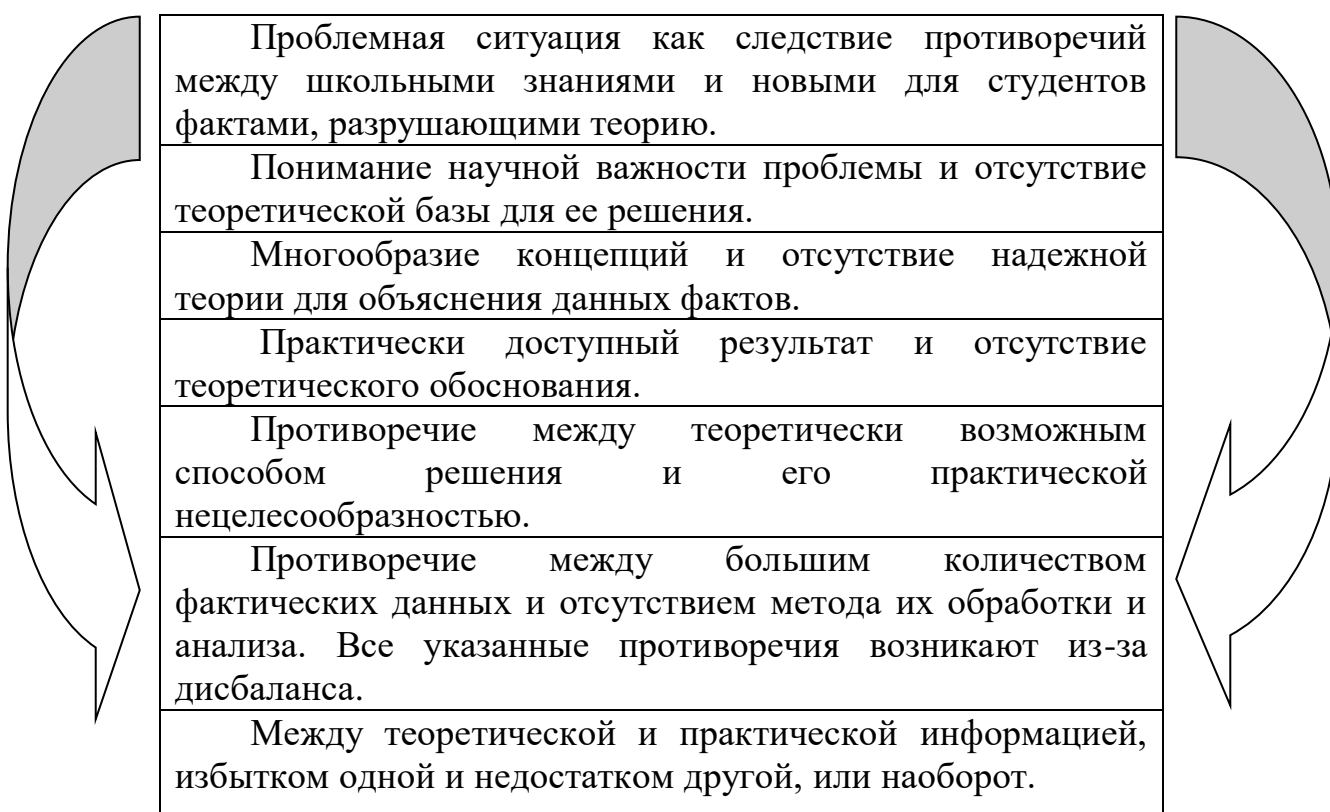 Проблемная ситуация как следствие противоречий
между школьными знаниями и новыми для студентов
фактами, разрушающими теорию.
Понимание научной важности проблемы и отсутствие
теоретической базы для ее решения.
Многообразие концепций и отсутствие надежной
теории для объяснения данных фактов.
Практически доступный результат и отсутствие
теоретического обоснования.
Противоречие между теоретически возможным
способом решения и его практической
нецелесообразностью.
Противоречие между большим количеством
фактических данных и отсутствием метода их обработки и
анализа. Все указанные противоречия возникают из-за
дисбаланса.
Между теоретической и практической информацией,
избытком одной и недостатком другой, или наоборот.